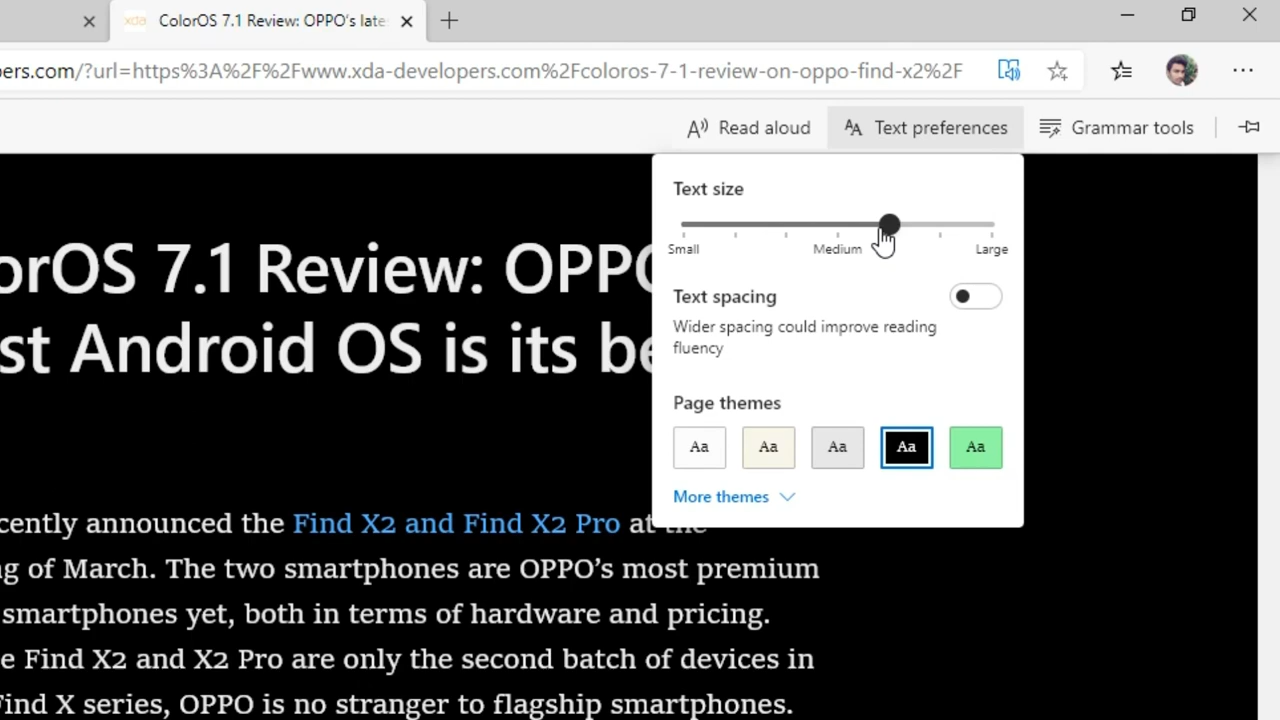 xda ColorOS 7.1 Review: OPPO's late
ers.com/?url=https%3A%2F%2Fwww.xda-developers.com%2Fcoloros-7-1-review-on-oppo-find-x2%2F
Read aloud
Text preferences
Grammar tools
Text size
Small Medium Large
Text spacing
Wider spacing could improve reading
fluency
Page themes
Aa Aa Aa Aa Aa
More themes
orOS 7.1 Review: OPPO
st Android OS is its be
cently announced the Find X2 and Find X2 Pro at the
g of March. The two smartphones are OPPO’s most premium
smartphones yet, both in terms of hardware and pricing.
e Find X2 and X2 Pro are only the second batch of devices in
Find X series, OPPO is no stranger to flagship smartphones.